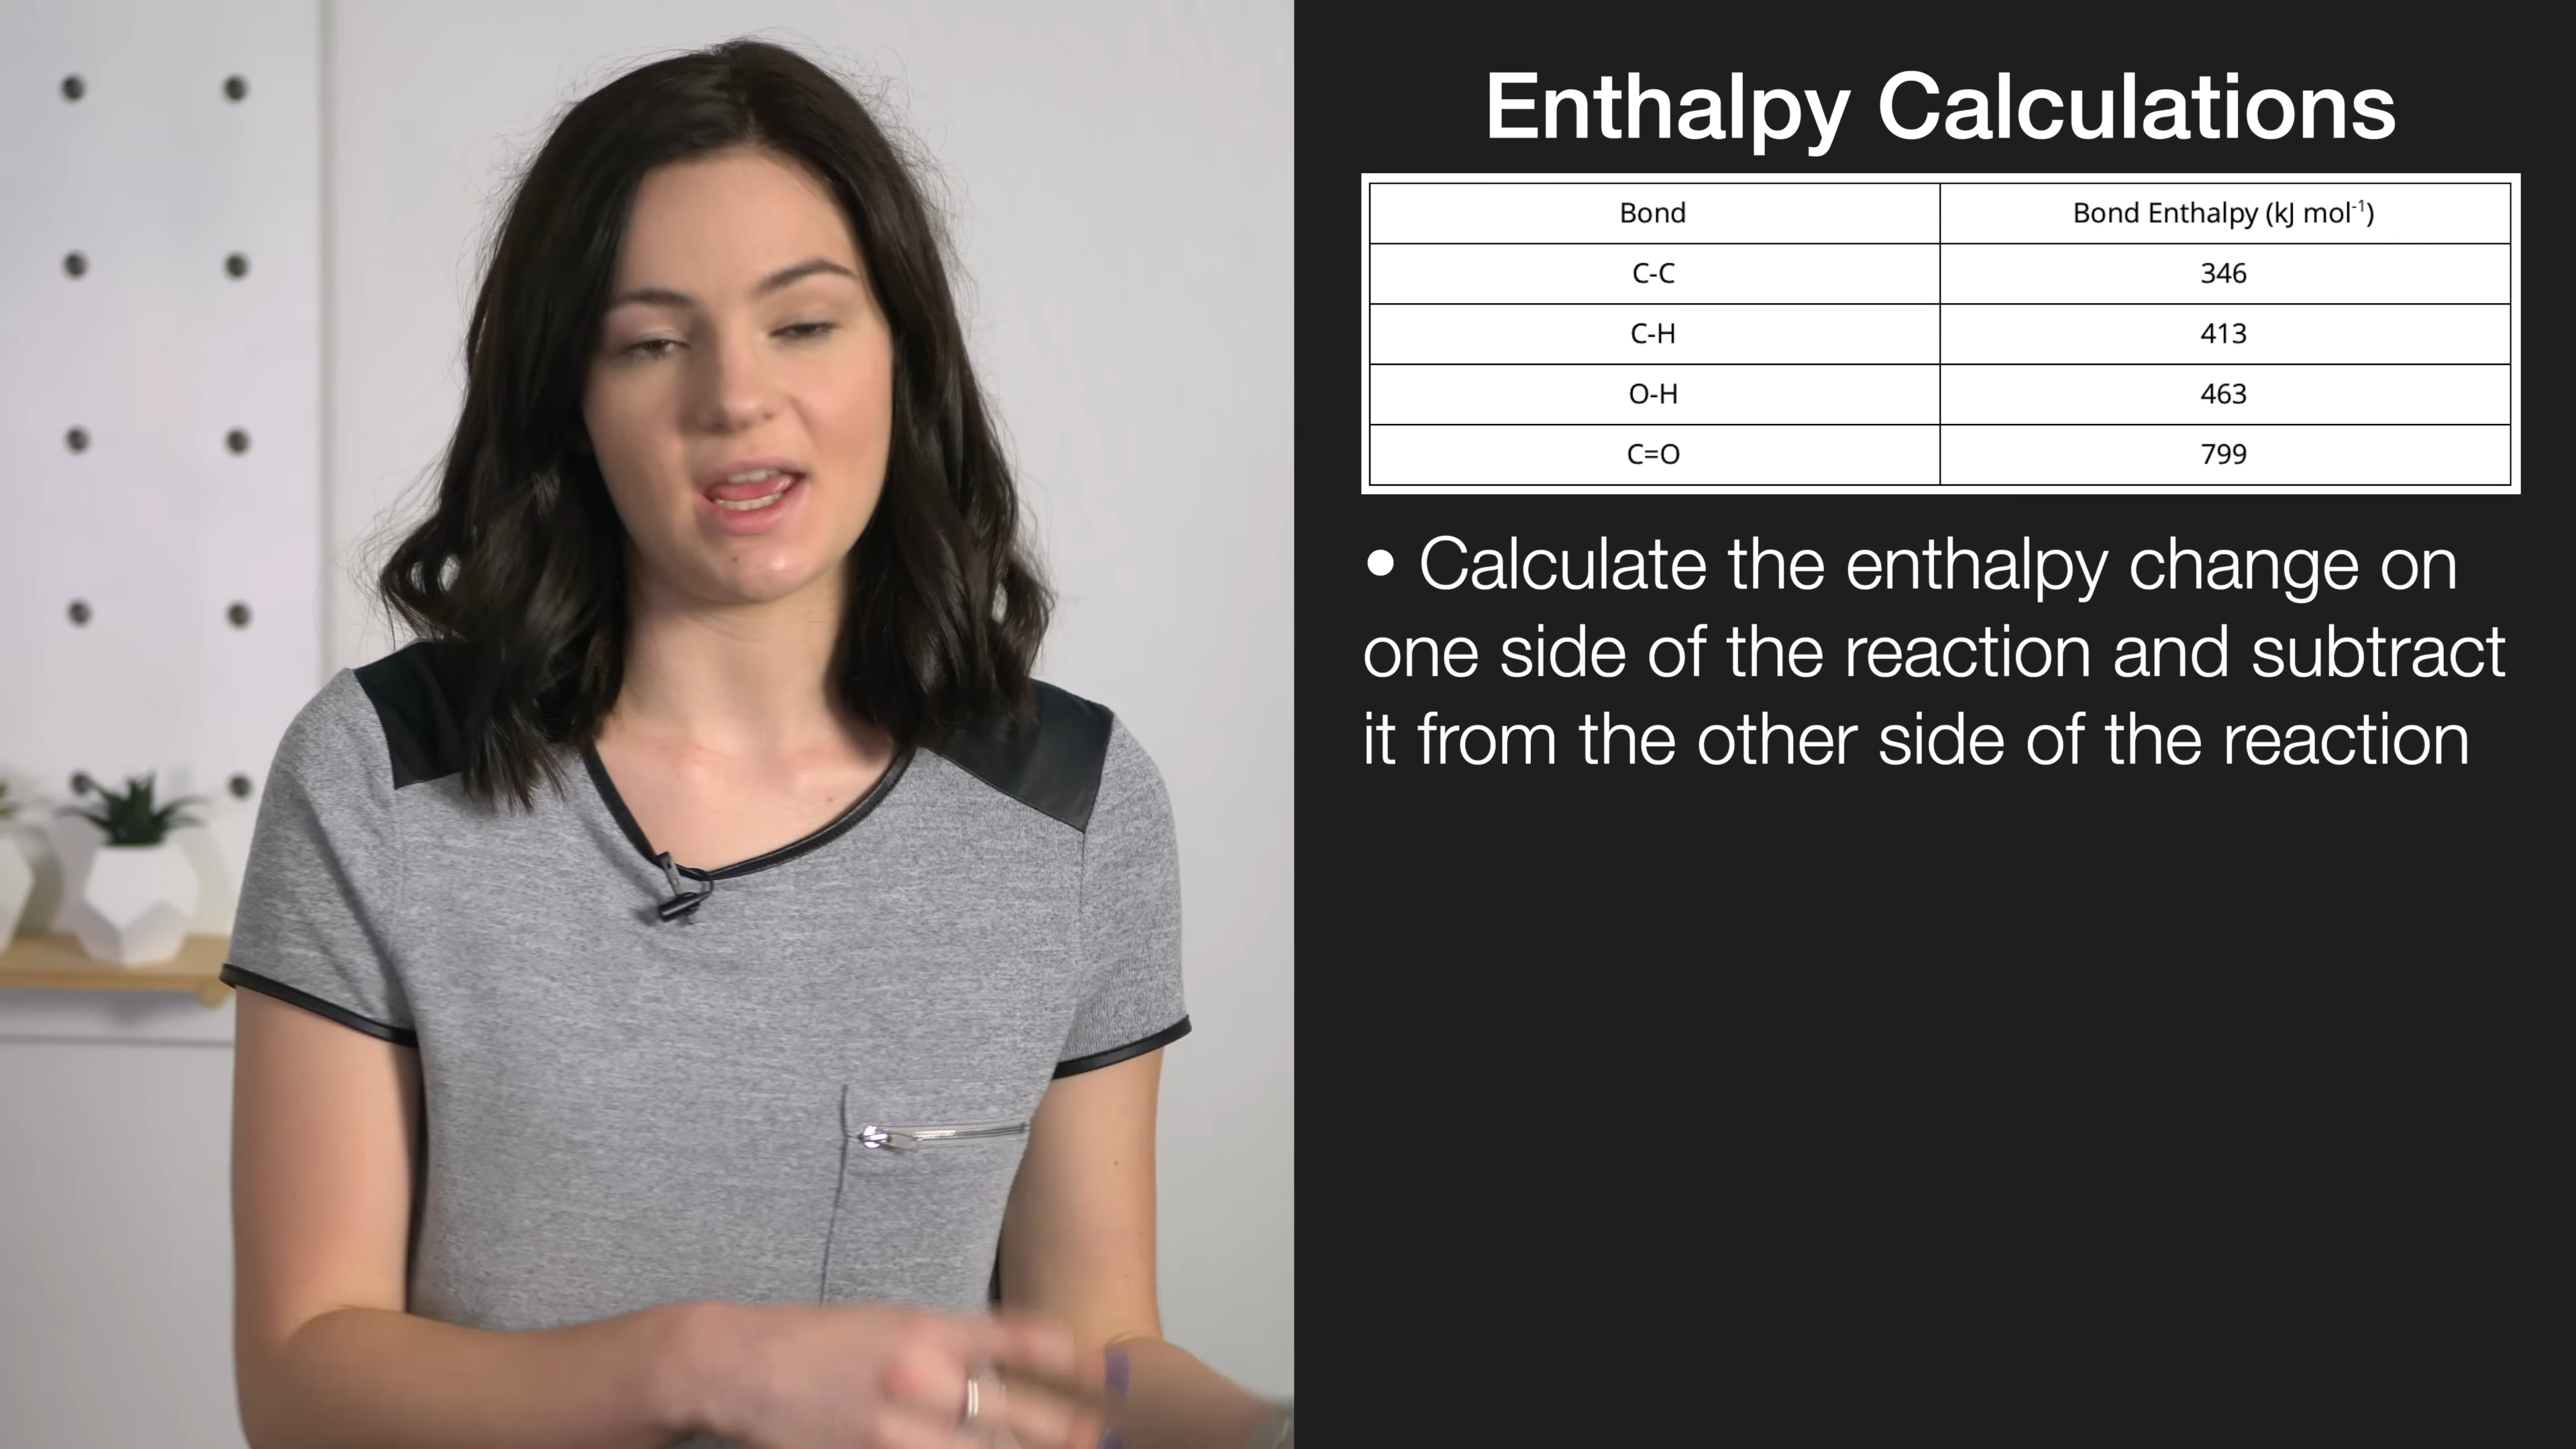 Enthalpy Calculations
Bond Bond Enthalpy (kJ mol⁻¹)
C-C 346
C-H 413
O-H 463
C=O 799
• Calculate the enthalpy change on
one side of the reaction and subtract
it from the other side of the reaction